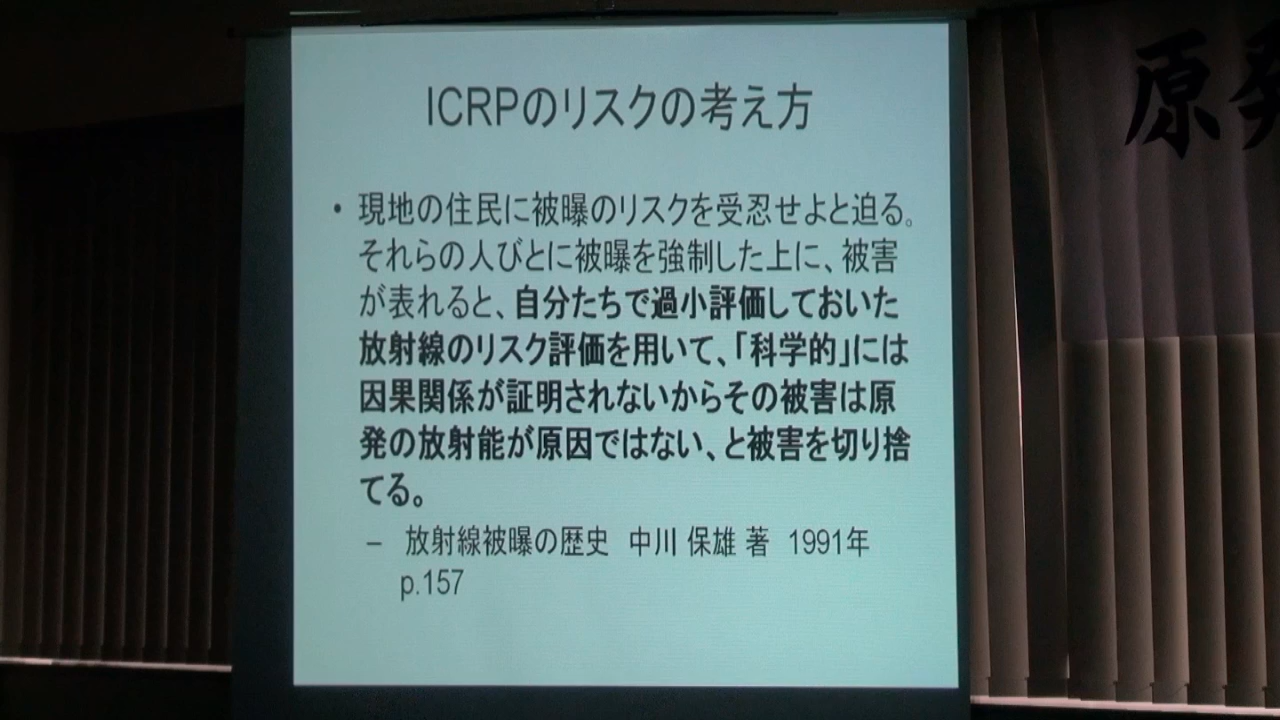 ICRPのリスクの考え方
• 現地の住民に被曝のリスクを受忍せよと迫る。
それらの人びとに被曝を強制した上に、被害
が表れると、自分たちで過小評価しておいた
放射線のリスク評価を用いて、「科学的」には
因果関係が証明されないからその被害は原
発の放射能が原因ではない、と被害を切り捨
てる。
– 放射線被曝の歴史 中川 保雄 著 1991年
p.157
原発